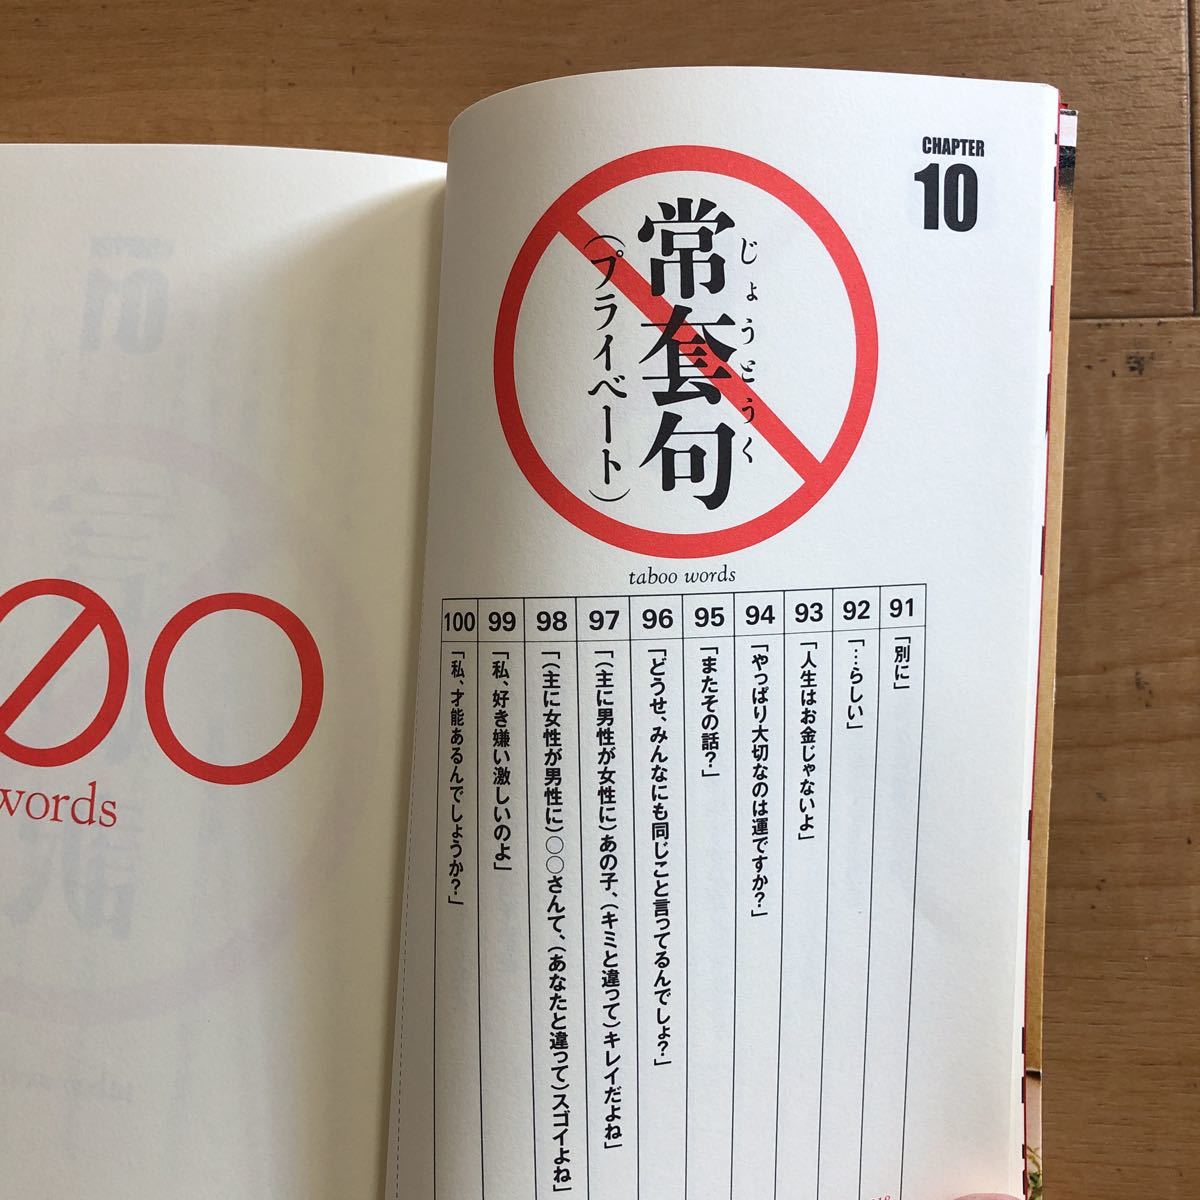 CHAPTER
10
常套句
じょうとうく
(プライベート)
taboo words
91
「別に」
92
「…らしい」
93
「人生はお金じゃないよ」
94
「やっぱり大切なのは運ですか?」
95
「またその話?」
96
「どうせ、みんなにも同じこと言ってるんでしょ?」
97
「(主に男性が女性に)あの子、(キミと違って)キレイだよね」
98
「(主に女性が男性に)○○さんて、(あなたと違って)スゴイよね」
99
「私、好き嫌い激しいのよ」
100
「私、才能あるんでしょうか?」
00
words